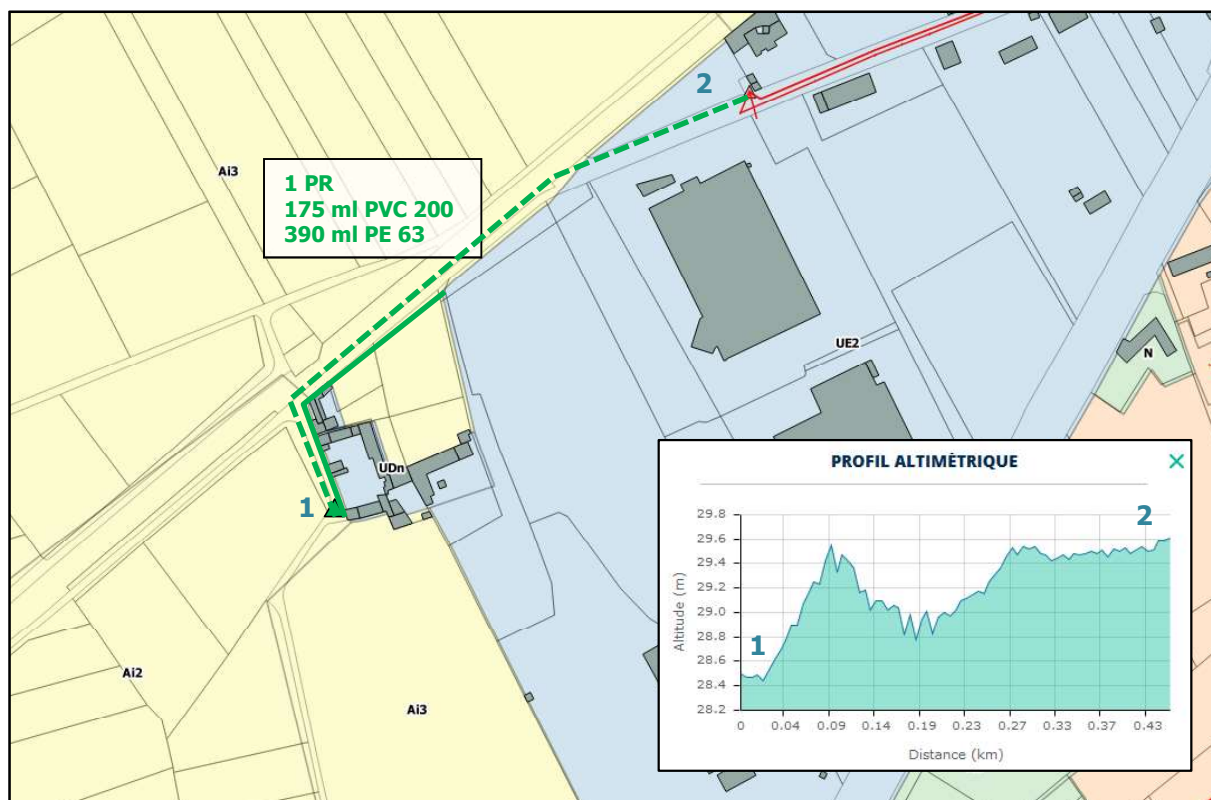 2
Ai3
1 PR
175 ml PVC 200
390 ml PE 63
UE2
N
UDn
1
Ai2
Ai3
PROFIL ALTIMÉTRIQUE ×
2
29.8
29.6
29.4
29.2
29.0
28.8
28.6
28.4
28.2
Altitude (m)
1
0 0.04 0.09 0.14 0.19 0.23 0.27 0.33 0.37 0.43
Distance (km)